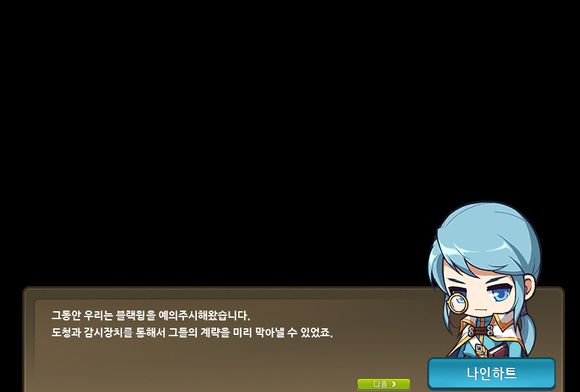 그동안 우리는 블랙윙을 예의주시해왔습니다.
도청과 감시장치를 통해서 그들의 계략을 미리 막아낼 수 있었죠.
다음
나인하트